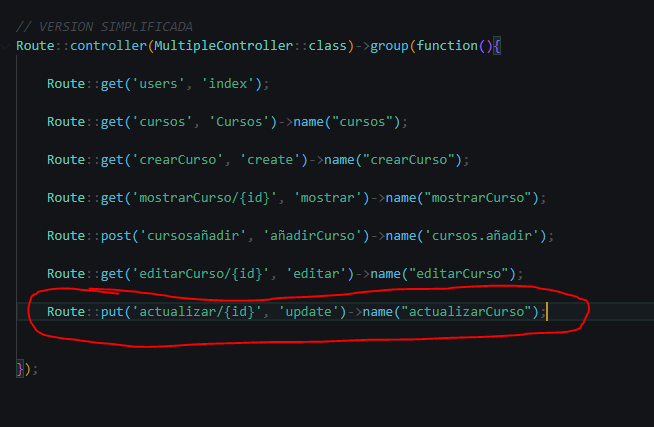 // VERSION SIMPLIFICADA
Route::controller(MultipleController::class)->group(function(){
Route::get('users', 'index');
Route::get('cursos', 'Cursos')->name("cursos");
Route::get('crearCurso', 'create')->name("crearCurso");
Route::get('mostrarCurso/{id}', 'mostrar')->name("mostrarCurso");
Route::post('cursosañadir', 'añadirCurso')->name('cursos.añadir');
Route::get('editarCurso/{id}', 'editar')->name("editarCurso");
Route::put('actualizar/{id}', 'update')->name("actualizarCurso");
});